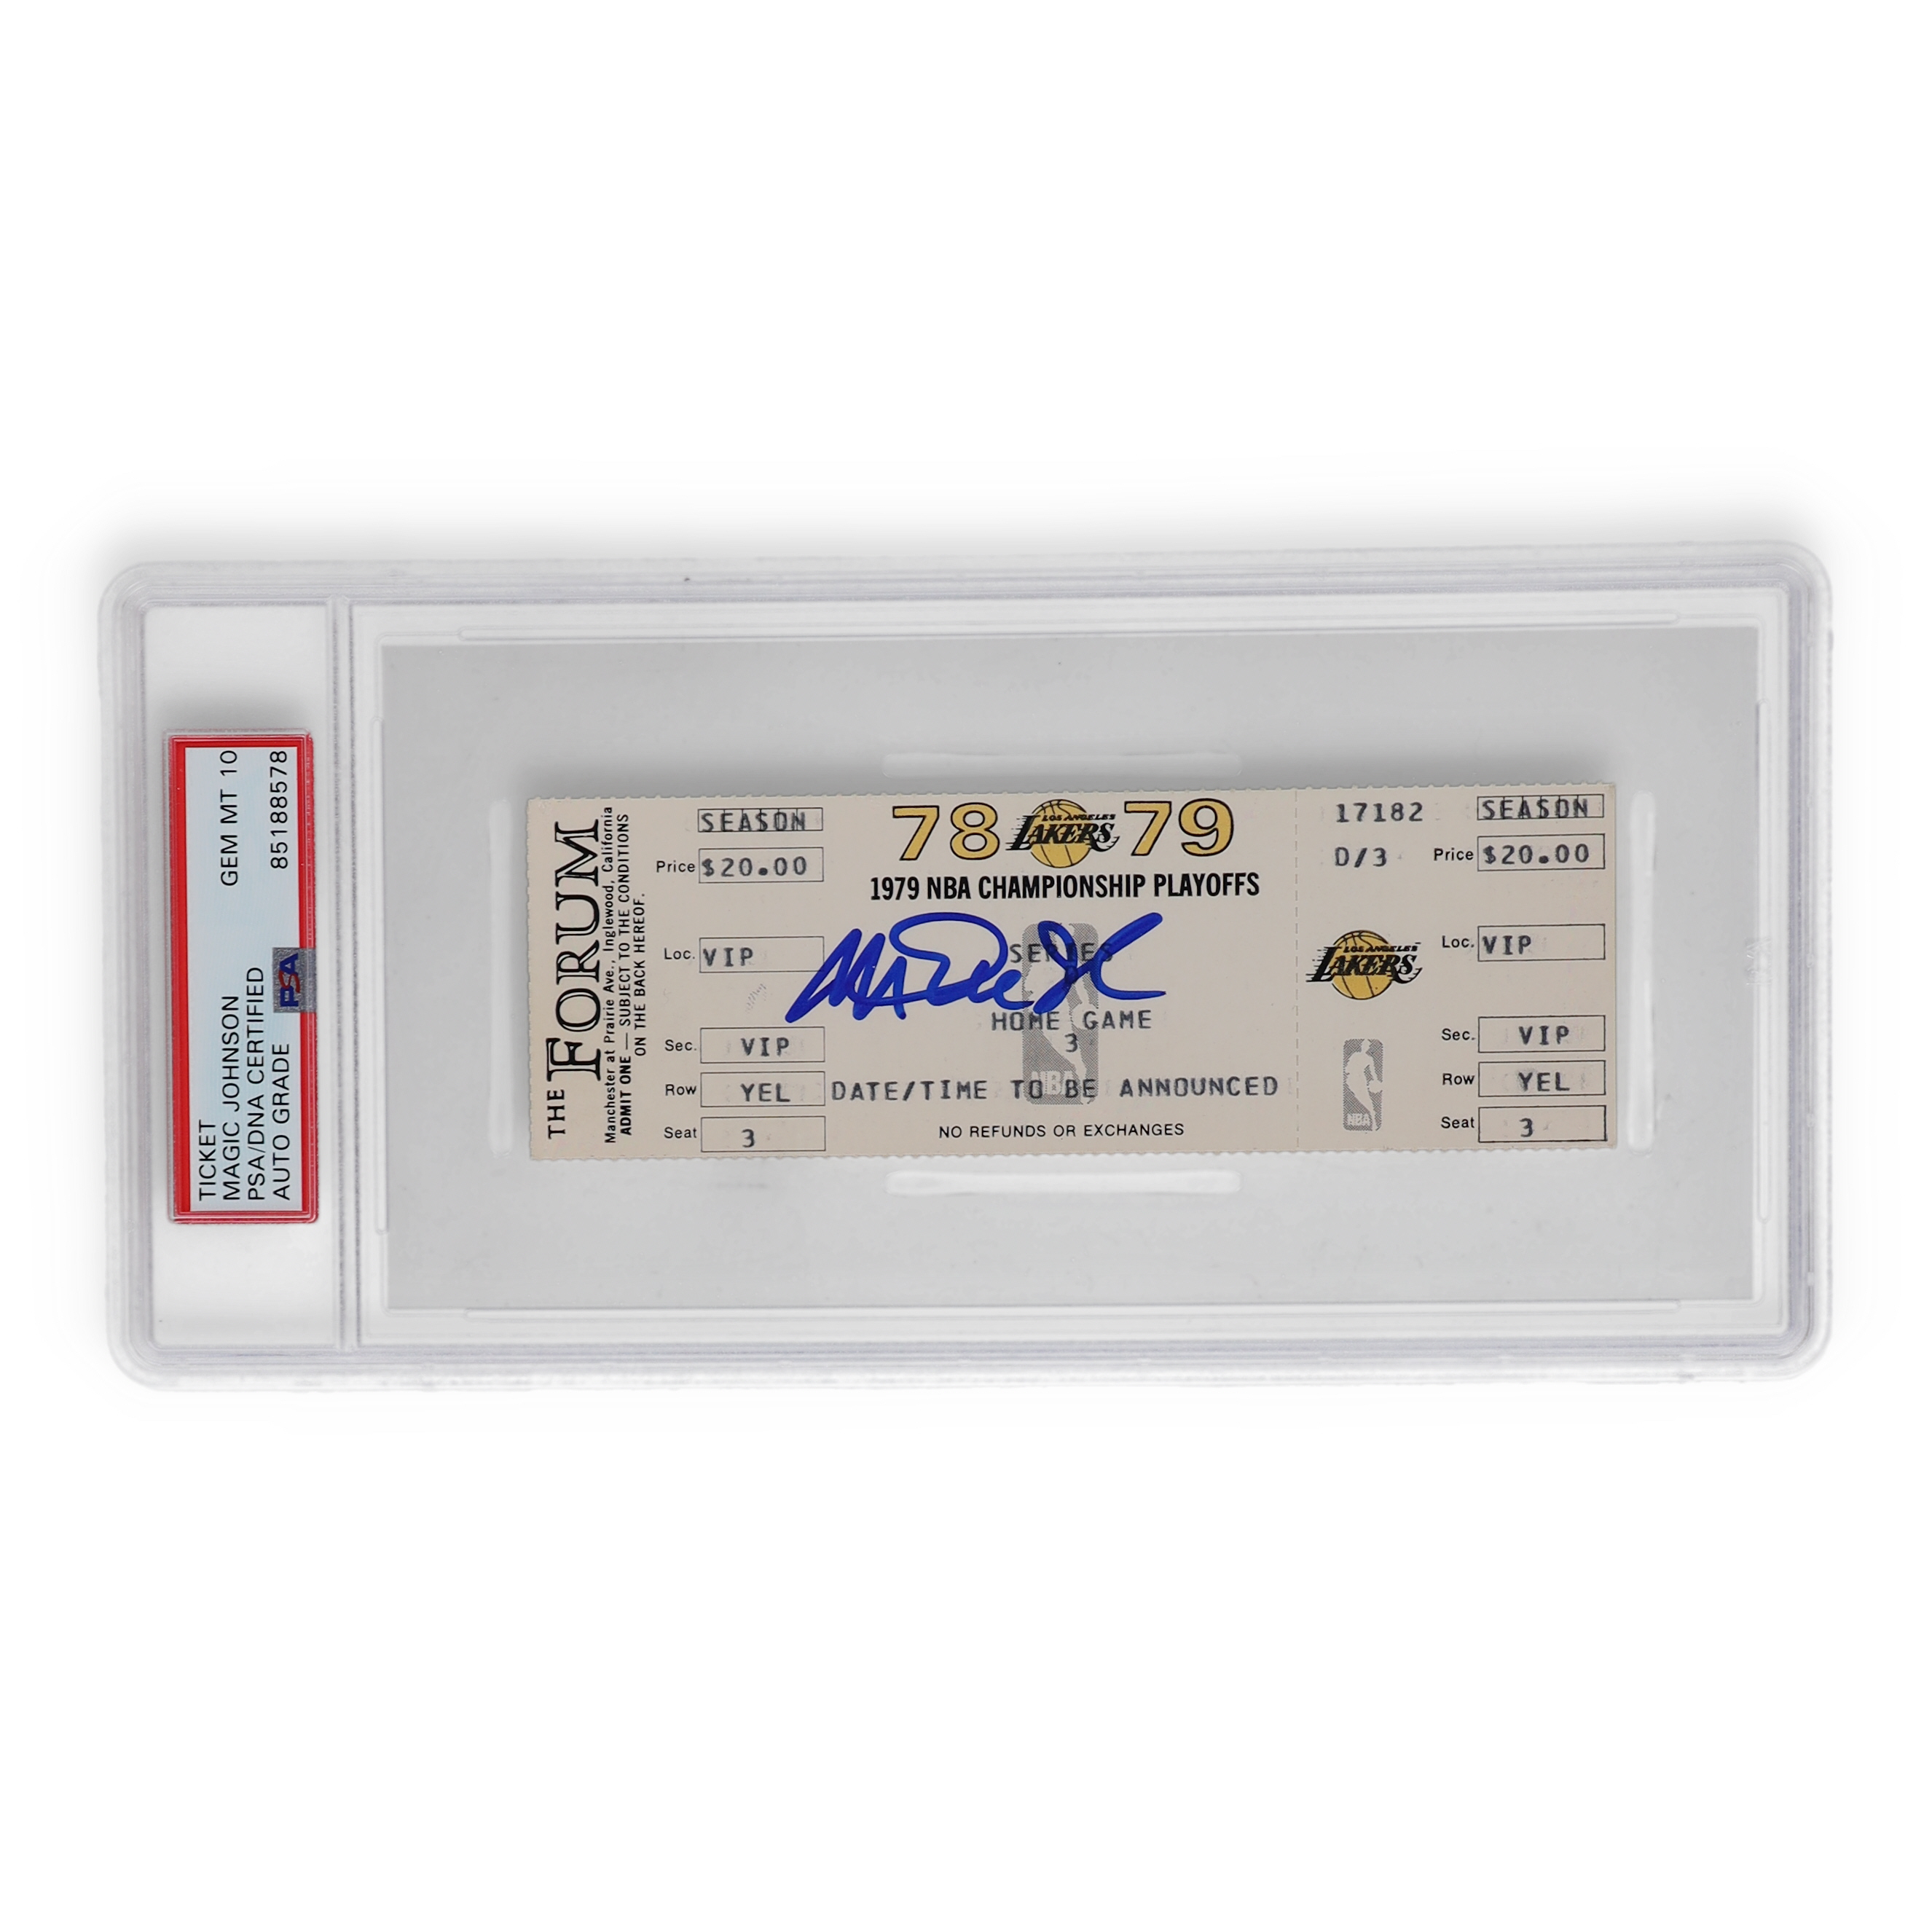 TICKET GEM MT 10
MAGIC JOHNSON
PSA/DNA CERTIFIED 85188578
AUTO GRADE PSA
THE FORUM
Manchester at Prairie Ave., Inglewood, California
ADMIT ONE — SUBJECT TO THE CONDITIONS
ON THE BACK HEREOF.
SEASON
Price $20.00
Loc. VIP
Sec. VIP
Row YEL
Seat 3
78 LOS ANGELES LAKERS 79
1979 NBA CHAMPIONSHIP PLAYOFFS
SERIES
HOME GAME
3
NBA
DATE/TIME TO BE ANNOUNCED
NO REFUNDS OR EXCHANGES
17182 SEASON
D/3 Price $20.00
LOS ANGELES LAKERS
Loc. VIP
Sec. VIP
NBA
Row YEL
Seat 3